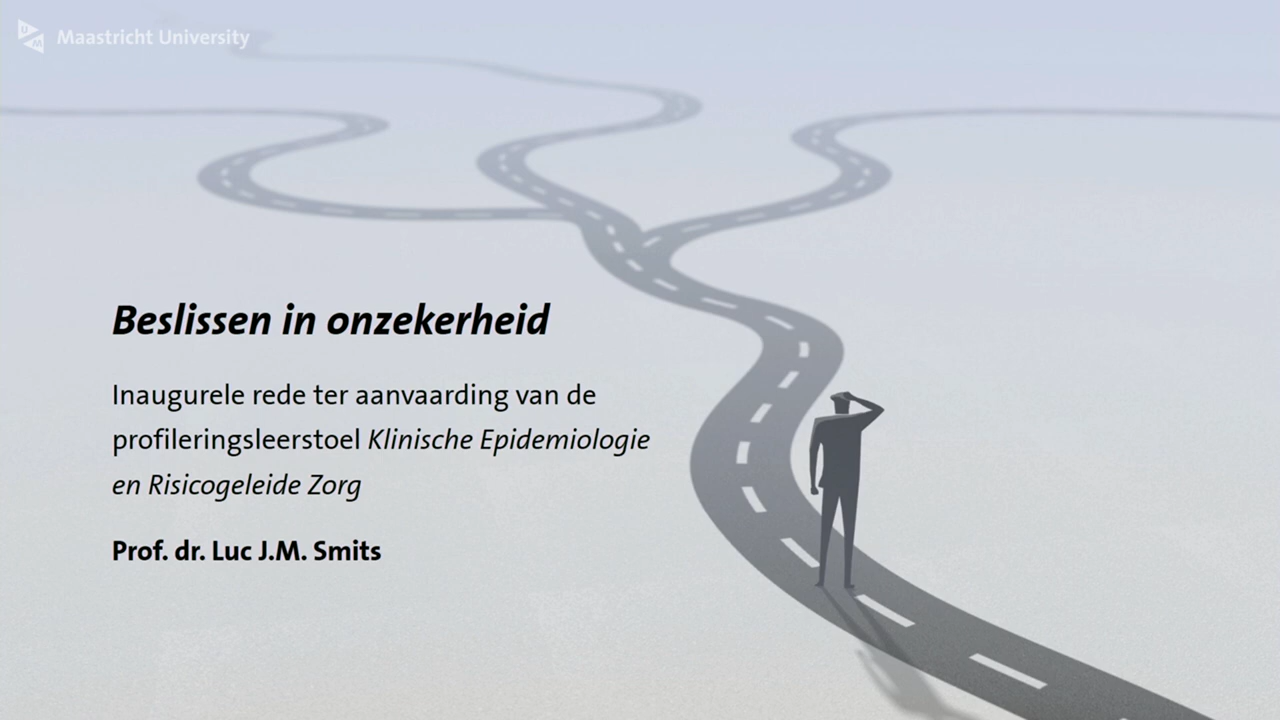 Maastricht University
Beslissen in onzekerheid
Inaugurele rede ter aanvaarding van de
profileringsleerstoel Klinische Epidemiologie
en Risicogeleide Zorg
Prof. dr. Luc J.M. Smits